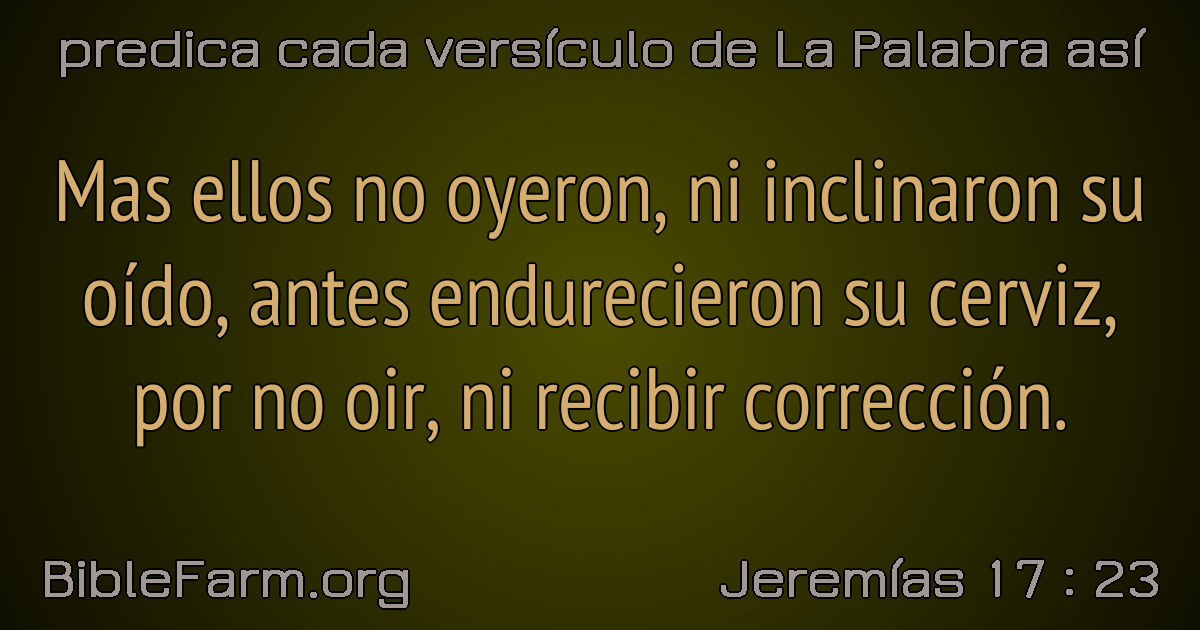 predica cada versículo de La Palabra así
Mas ellos no oyeron, ni inclinaron su
oído, antes endurecieron su cerviz,
por no oir, ni recibir corrección.
BibleFarm.org
Jeremías 17 : 23